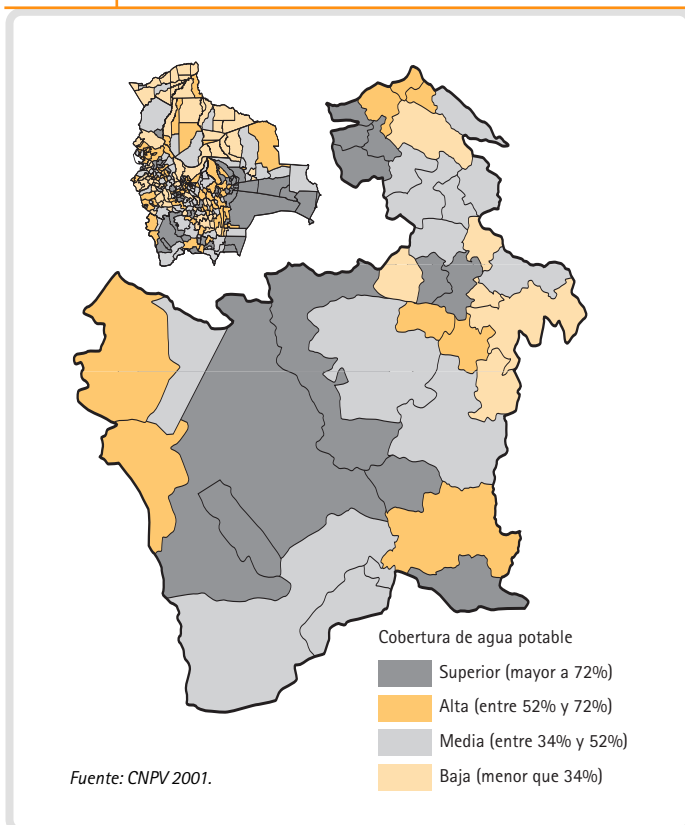 Cobertura de agua potable
Superior (mayor a 72%)
Alta (entre 52% y 72%)
Media (entre 34% y 52%)
Baja (menor que 34%)
Fuente: CNPV 2001.